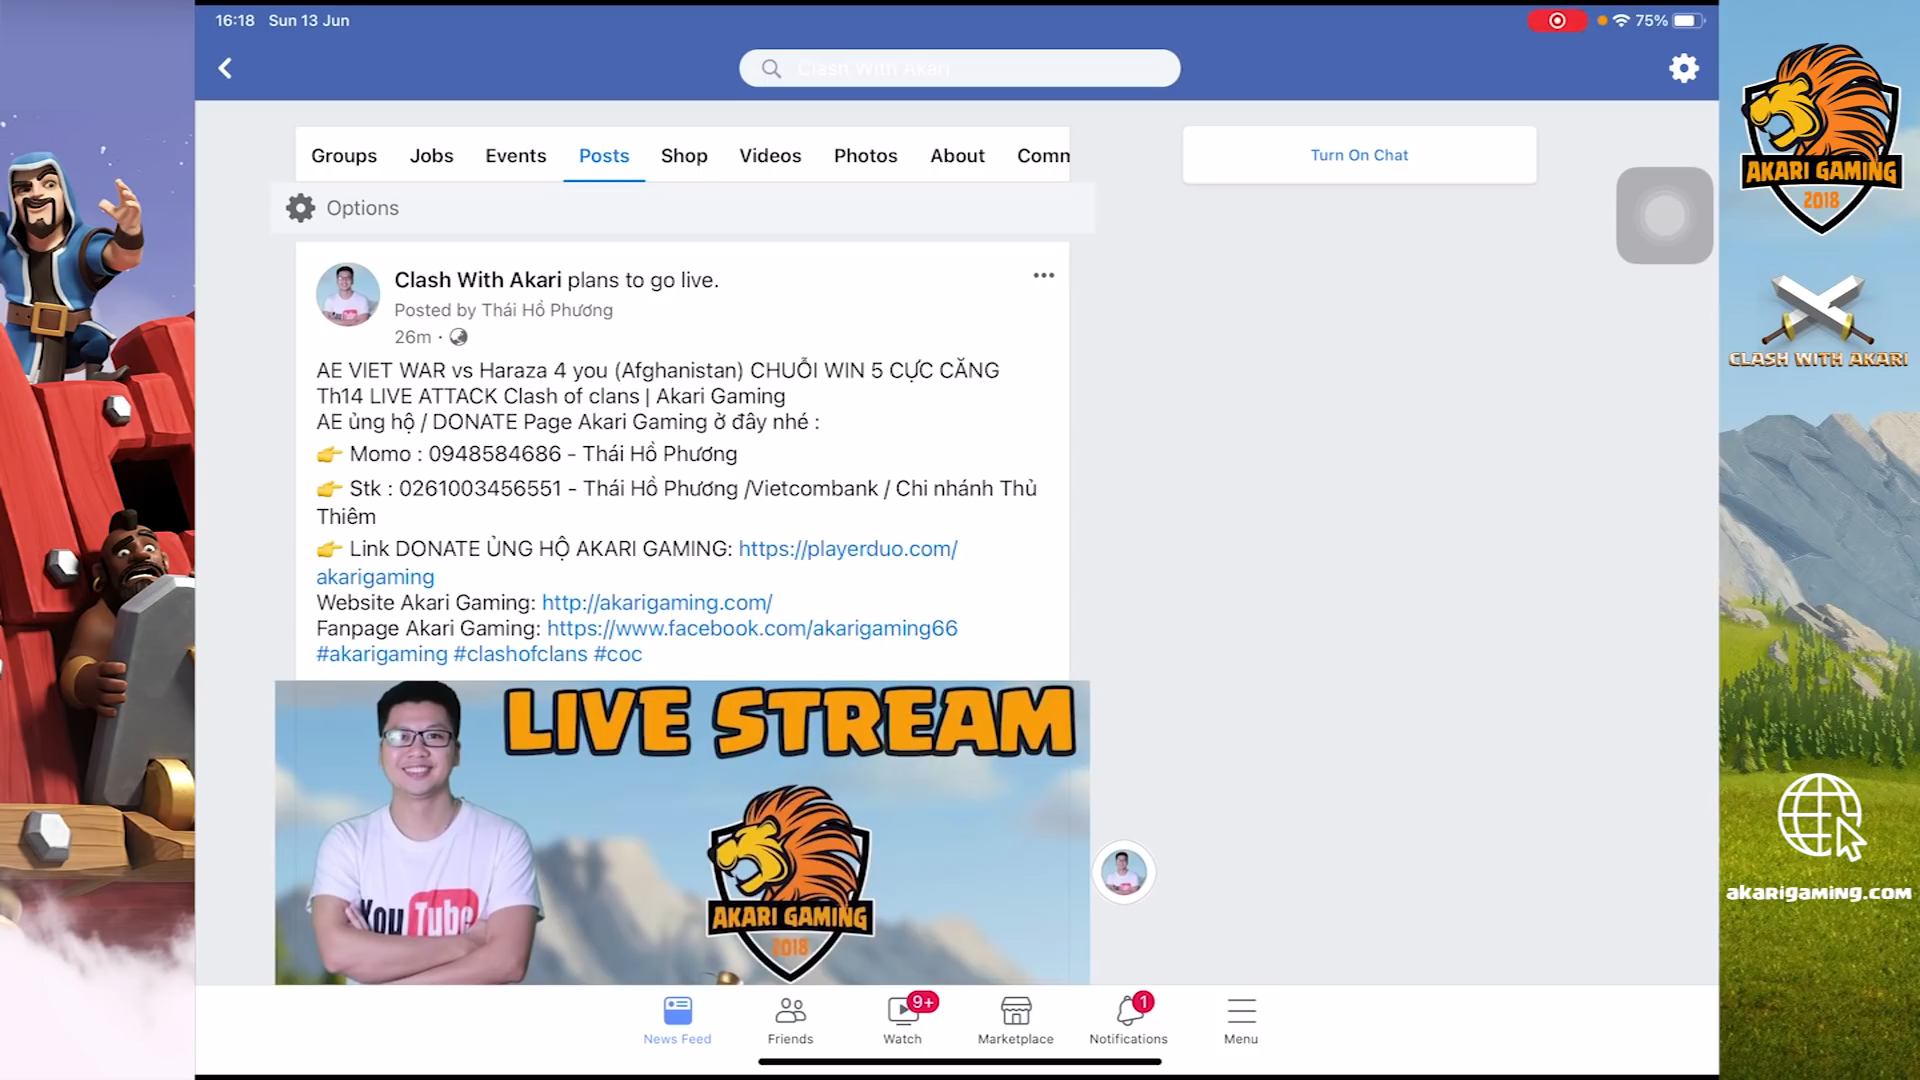 16:18 Sun 13 Jun
75%
Clash With Akari
Groups Jobs Events Posts Shop Videos Photos About Comn
Turn On Chat
Options
Clash With Akari plans to go live.
Posted by Thái Hồ Phương
26m ·
AE VIET WAR vs Haraza 4 you (Afghanistan) CHUỖI WIN 5 CỰC CĂNG
Th14 LIVE ATTACK Clash of clans | Akari Gaming
AE ủng hộ / DONATE Page Akari Gaming ở đây nhé :
👉 Momo : 0948584686 - Thái Hồ Phương
👉 Stk : 0261003456551 - Thái Hồ Phương /Vietcombank / Chi nhánh Thủ
Thiêm
👉 Link DONATE ỦNG HỘ AKARI GAMING: https://playerduo.com/
akarigaming
Website Akari Gaming: http://akarigaming.com/
Fanpage Akari Gaming: https://www.facebook.com/akarigaming66
#akarigaming #clashofclans #coc
LIVE STREAM
YouTube
AKARI GAMING
2018
News Feed Friends Watch Marketplace Notifications Menu
9+
1
AKARI GAMING
2018
CLASH WITH AKARI
akarigaming.com